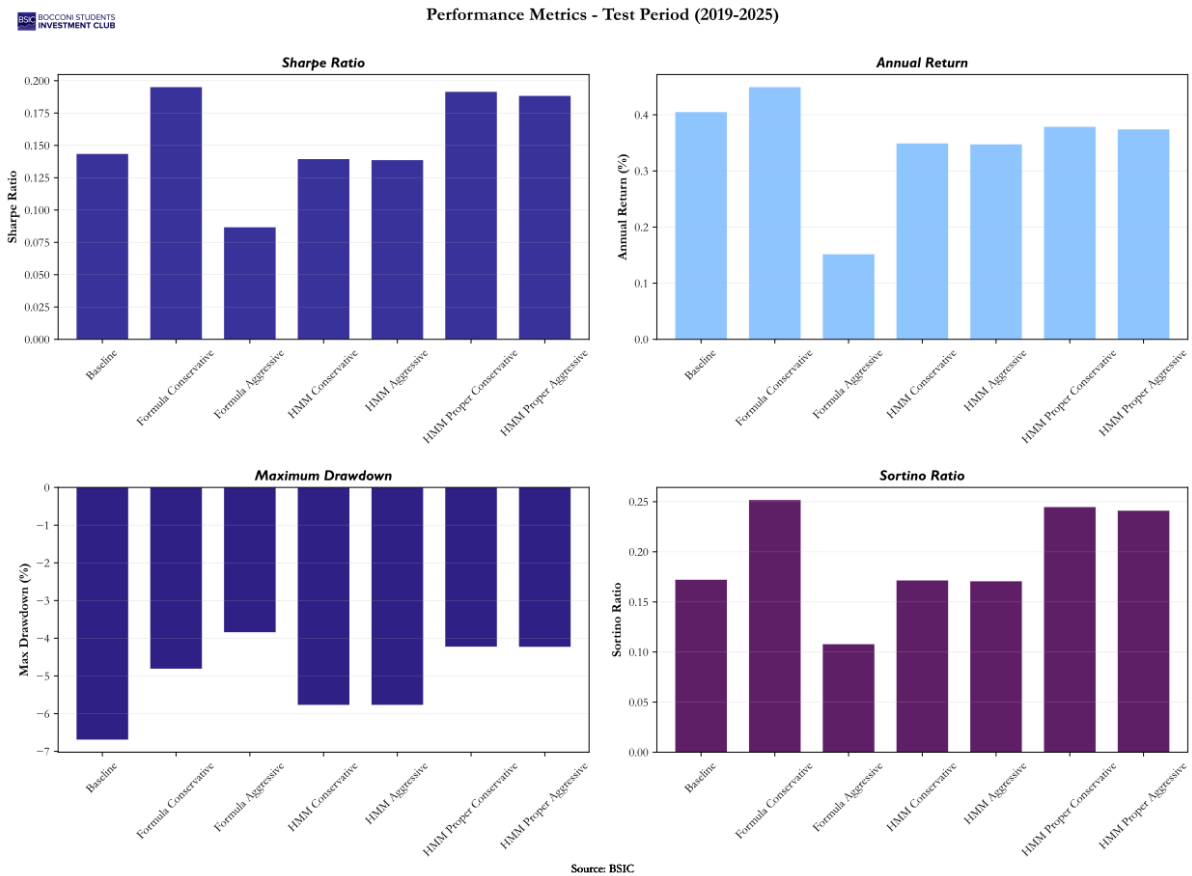 BSIC
BOCCONI STUDENTS
INVESTMENT CLUB
Performance Metrics - Test Period (2019-2025)
Sharpe Ratio
Sharpe Ratio
0.200
0.175
0.150
0.125
0.100
0.075
0.050
0.025
0.000
Baseline
Formula Conservative
Formula Aggressive
HMM Conservative
HMM Aggressive
HMM Proper Conservative
HMM Proper Aggressive
Annual Return
Annual Return (%)
0.4
0.3
0.2
0.1
0.0
Baseline
Formula Conservative
Formula Aggressive
HMM Conservative
HMM Aggressive
HMM Proper Conservative
HMM Proper Aggressive
Maximum Drawdown
Max Drawdown (%)
0
−1
−2
−3
−4
−5
−6
−7
Baseline
Formula Conservative
Formula Aggressive
HMM Conservative
HMM Aggressive
HMM Proper Conservative
HMM Proper Aggressive
Sortino Ratio
Sortino Ratio
0.25
0.20
0.15
0.10
0.05
0.00
Baseline
Formula Conservative
Formula Aggressive
HMM Conservative
HMM Aggressive
HMM Proper Conservative
HMM Proper Aggressive
Source: BSIC